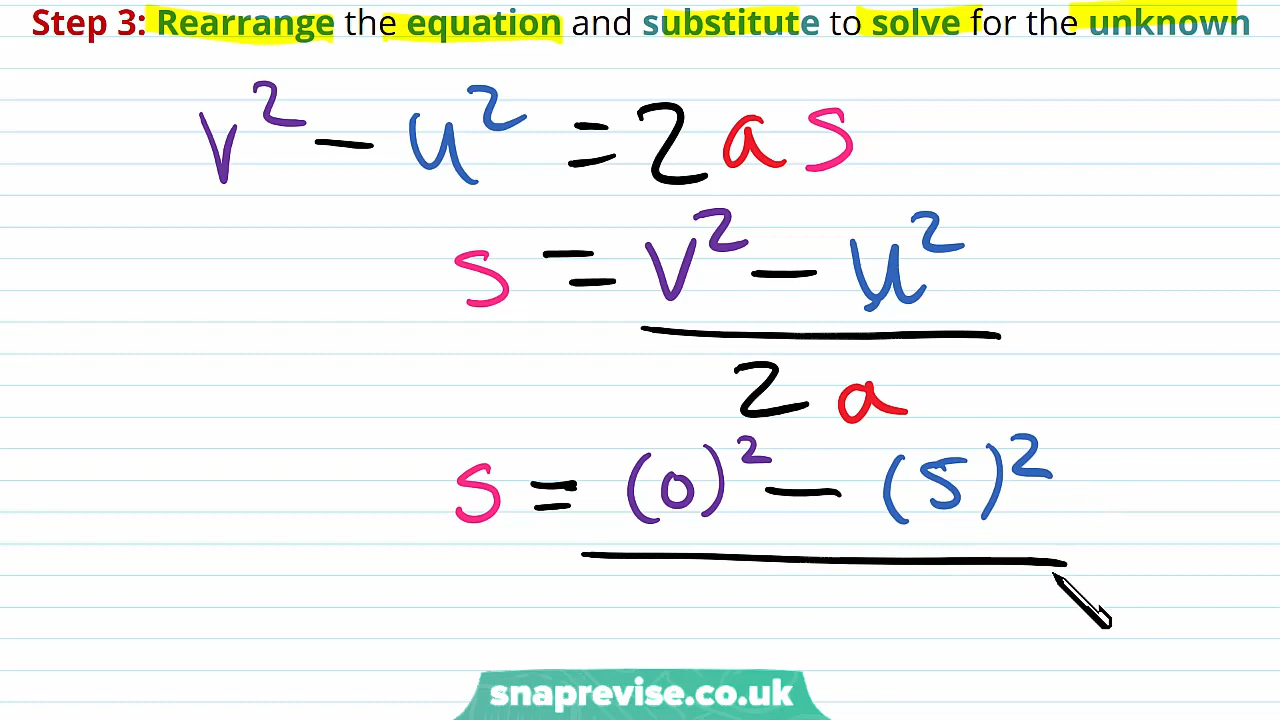 Step 3: Rearrange the equation and substitute to solve for the unknown
v² - u² = 2as
s = v² - u²
2a
s = (0)² - (5)²
snaprevise.co.uk